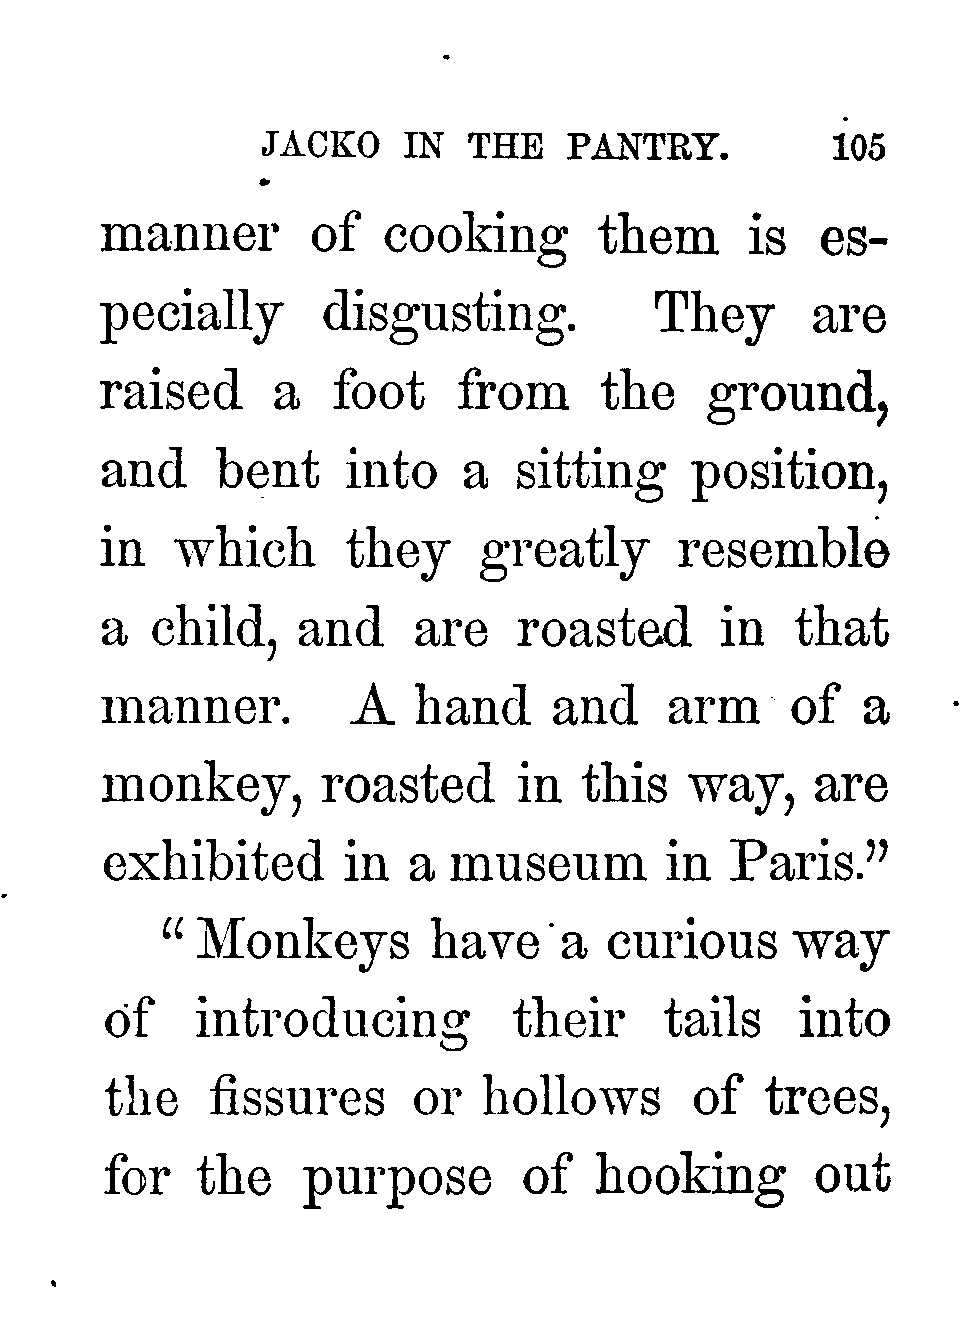 JACKO IN THE PANTRY. 105
manner of cooking them is es-
pecially disgusting. They are
raised a foot from the ground,
and bent into a sitting position,
in which they greatly resemble
a child, and are roasted in that
manner. A hand and arm of a
monkey, roasted in this way, are
exhibited in a museum in Paris.”
“Monkeys have a curious way
of introducing their tails into
the fissures or hollows of trees,
for the purpose of hooking out